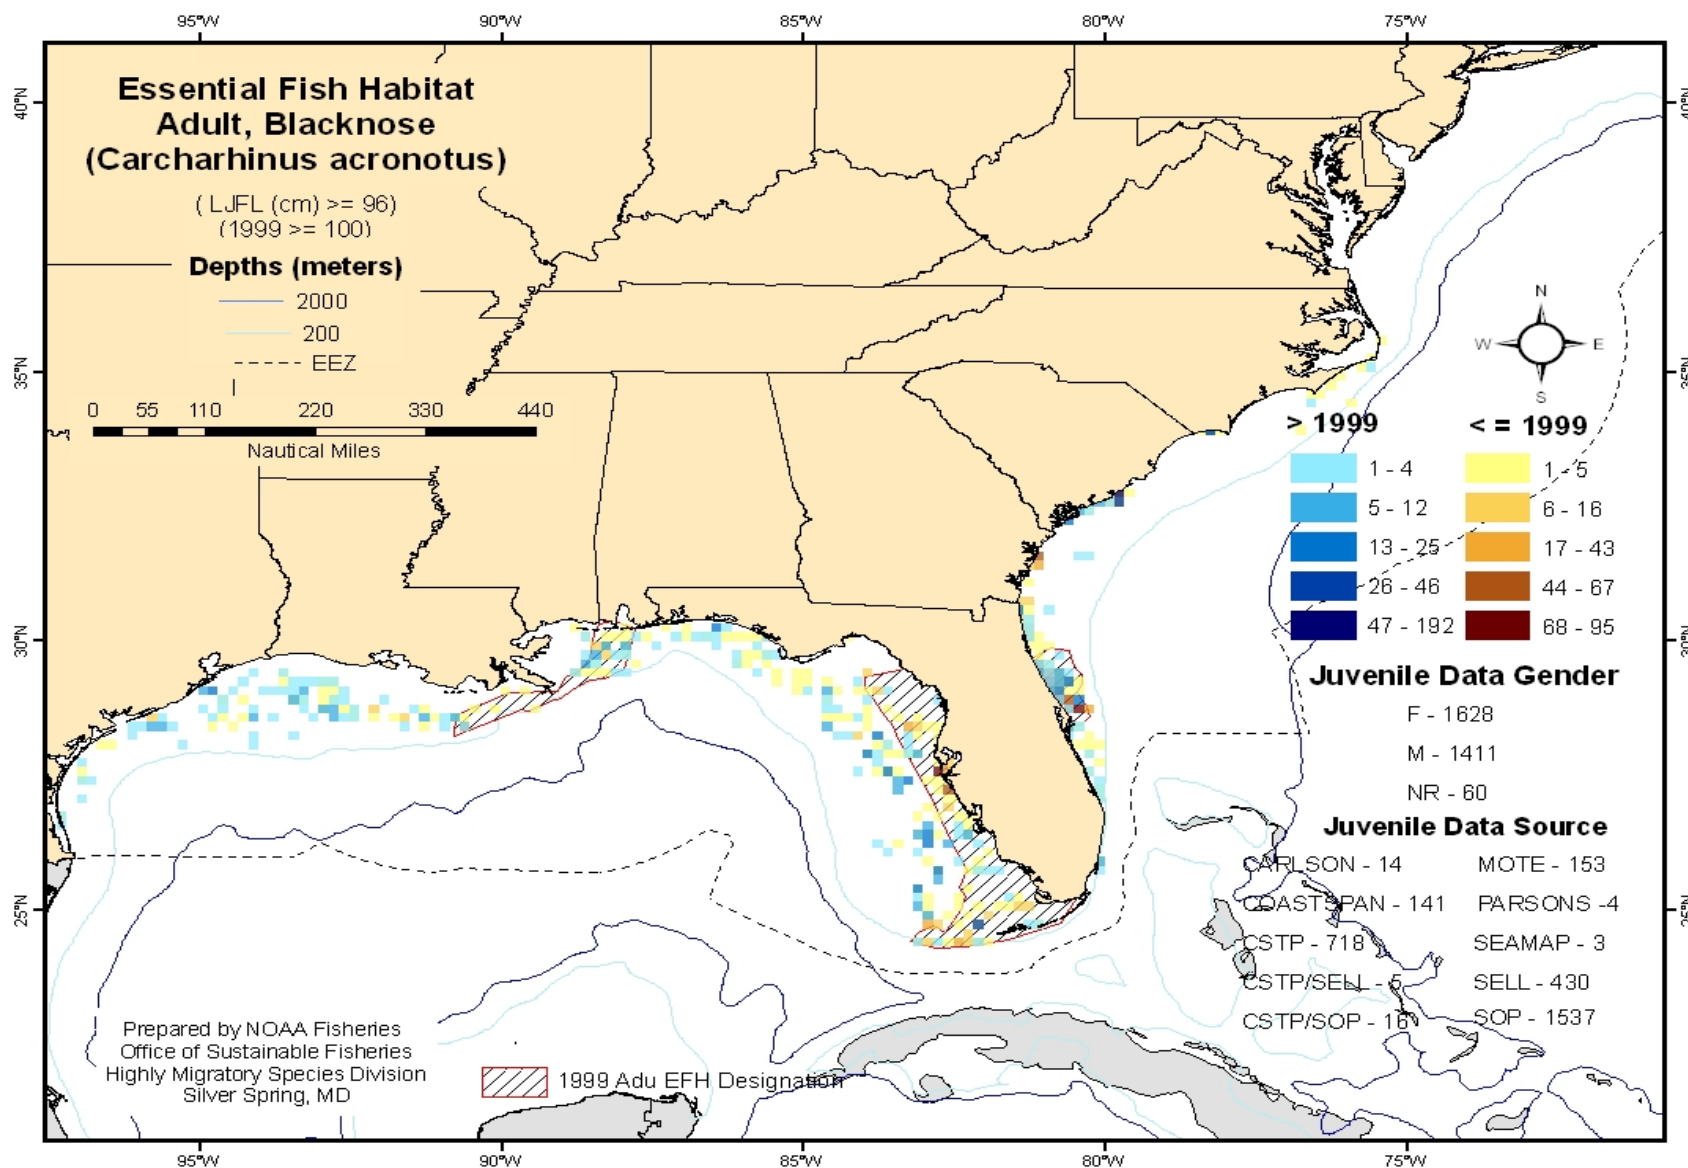 95°W 90°W 85°W 80°W 75°W
Essential Fish Habitat
Adult, Blacknose
(Carcharhinus acronotus)
( LJFL (cm) >= 96)
(1999 >= 100)
Depths (meters)
2000
200
EEZ
0 55 110 220 330 440
Nautical Miles
40°N 40°N
35°N 35°N
30°N 30°N
25°N 25°N
N
W E
S
> 1999 < = 1999
1 - 4 1 - 5
5 - 12 6 - 16
13 - 25 17 - 43
26 - 46 44 - 67
47 - 192 68 - 95
Juvenile Data Gender
F - 1628
M - 1411
NR - 60
Juvenile Data Source
CARLSON - 14 MOTE - 153
COASTSPAN - 141 PARSONS -4
CSTP - 718 SEAMAP - 3
CSTP/SELL - 5 SELL - 430
CSTP/SOP - 16 SOP - 1537
Prepared by NOAA Fisheries
Office of Sustainable Fisheries
Highly Migratory Species Division
Silver Spring, MD
1999 Adu EFH Designation
95°W 90°W 85°W 80°W 75°W